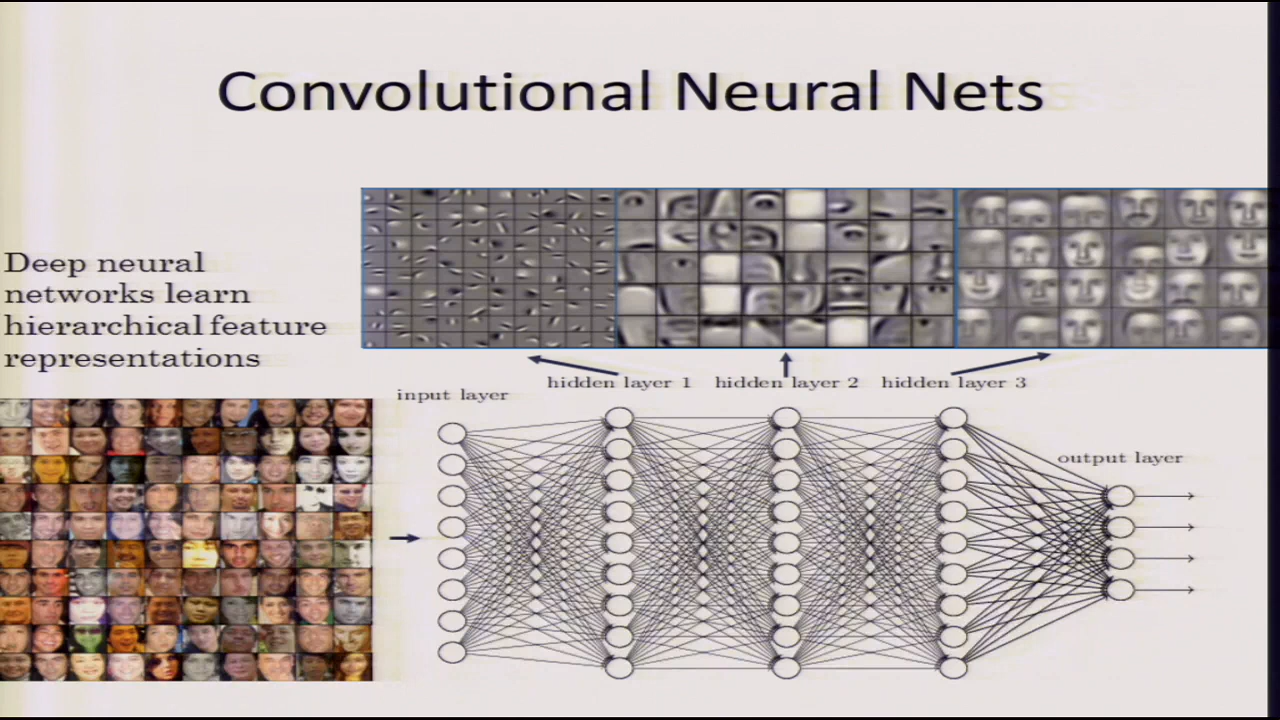 Convolutional Neural Nets
Deep neural
networks learn
hierarchical feature
representations
input layer
hidden layer 1
hidden layer 2
hidden layer 3
output layer